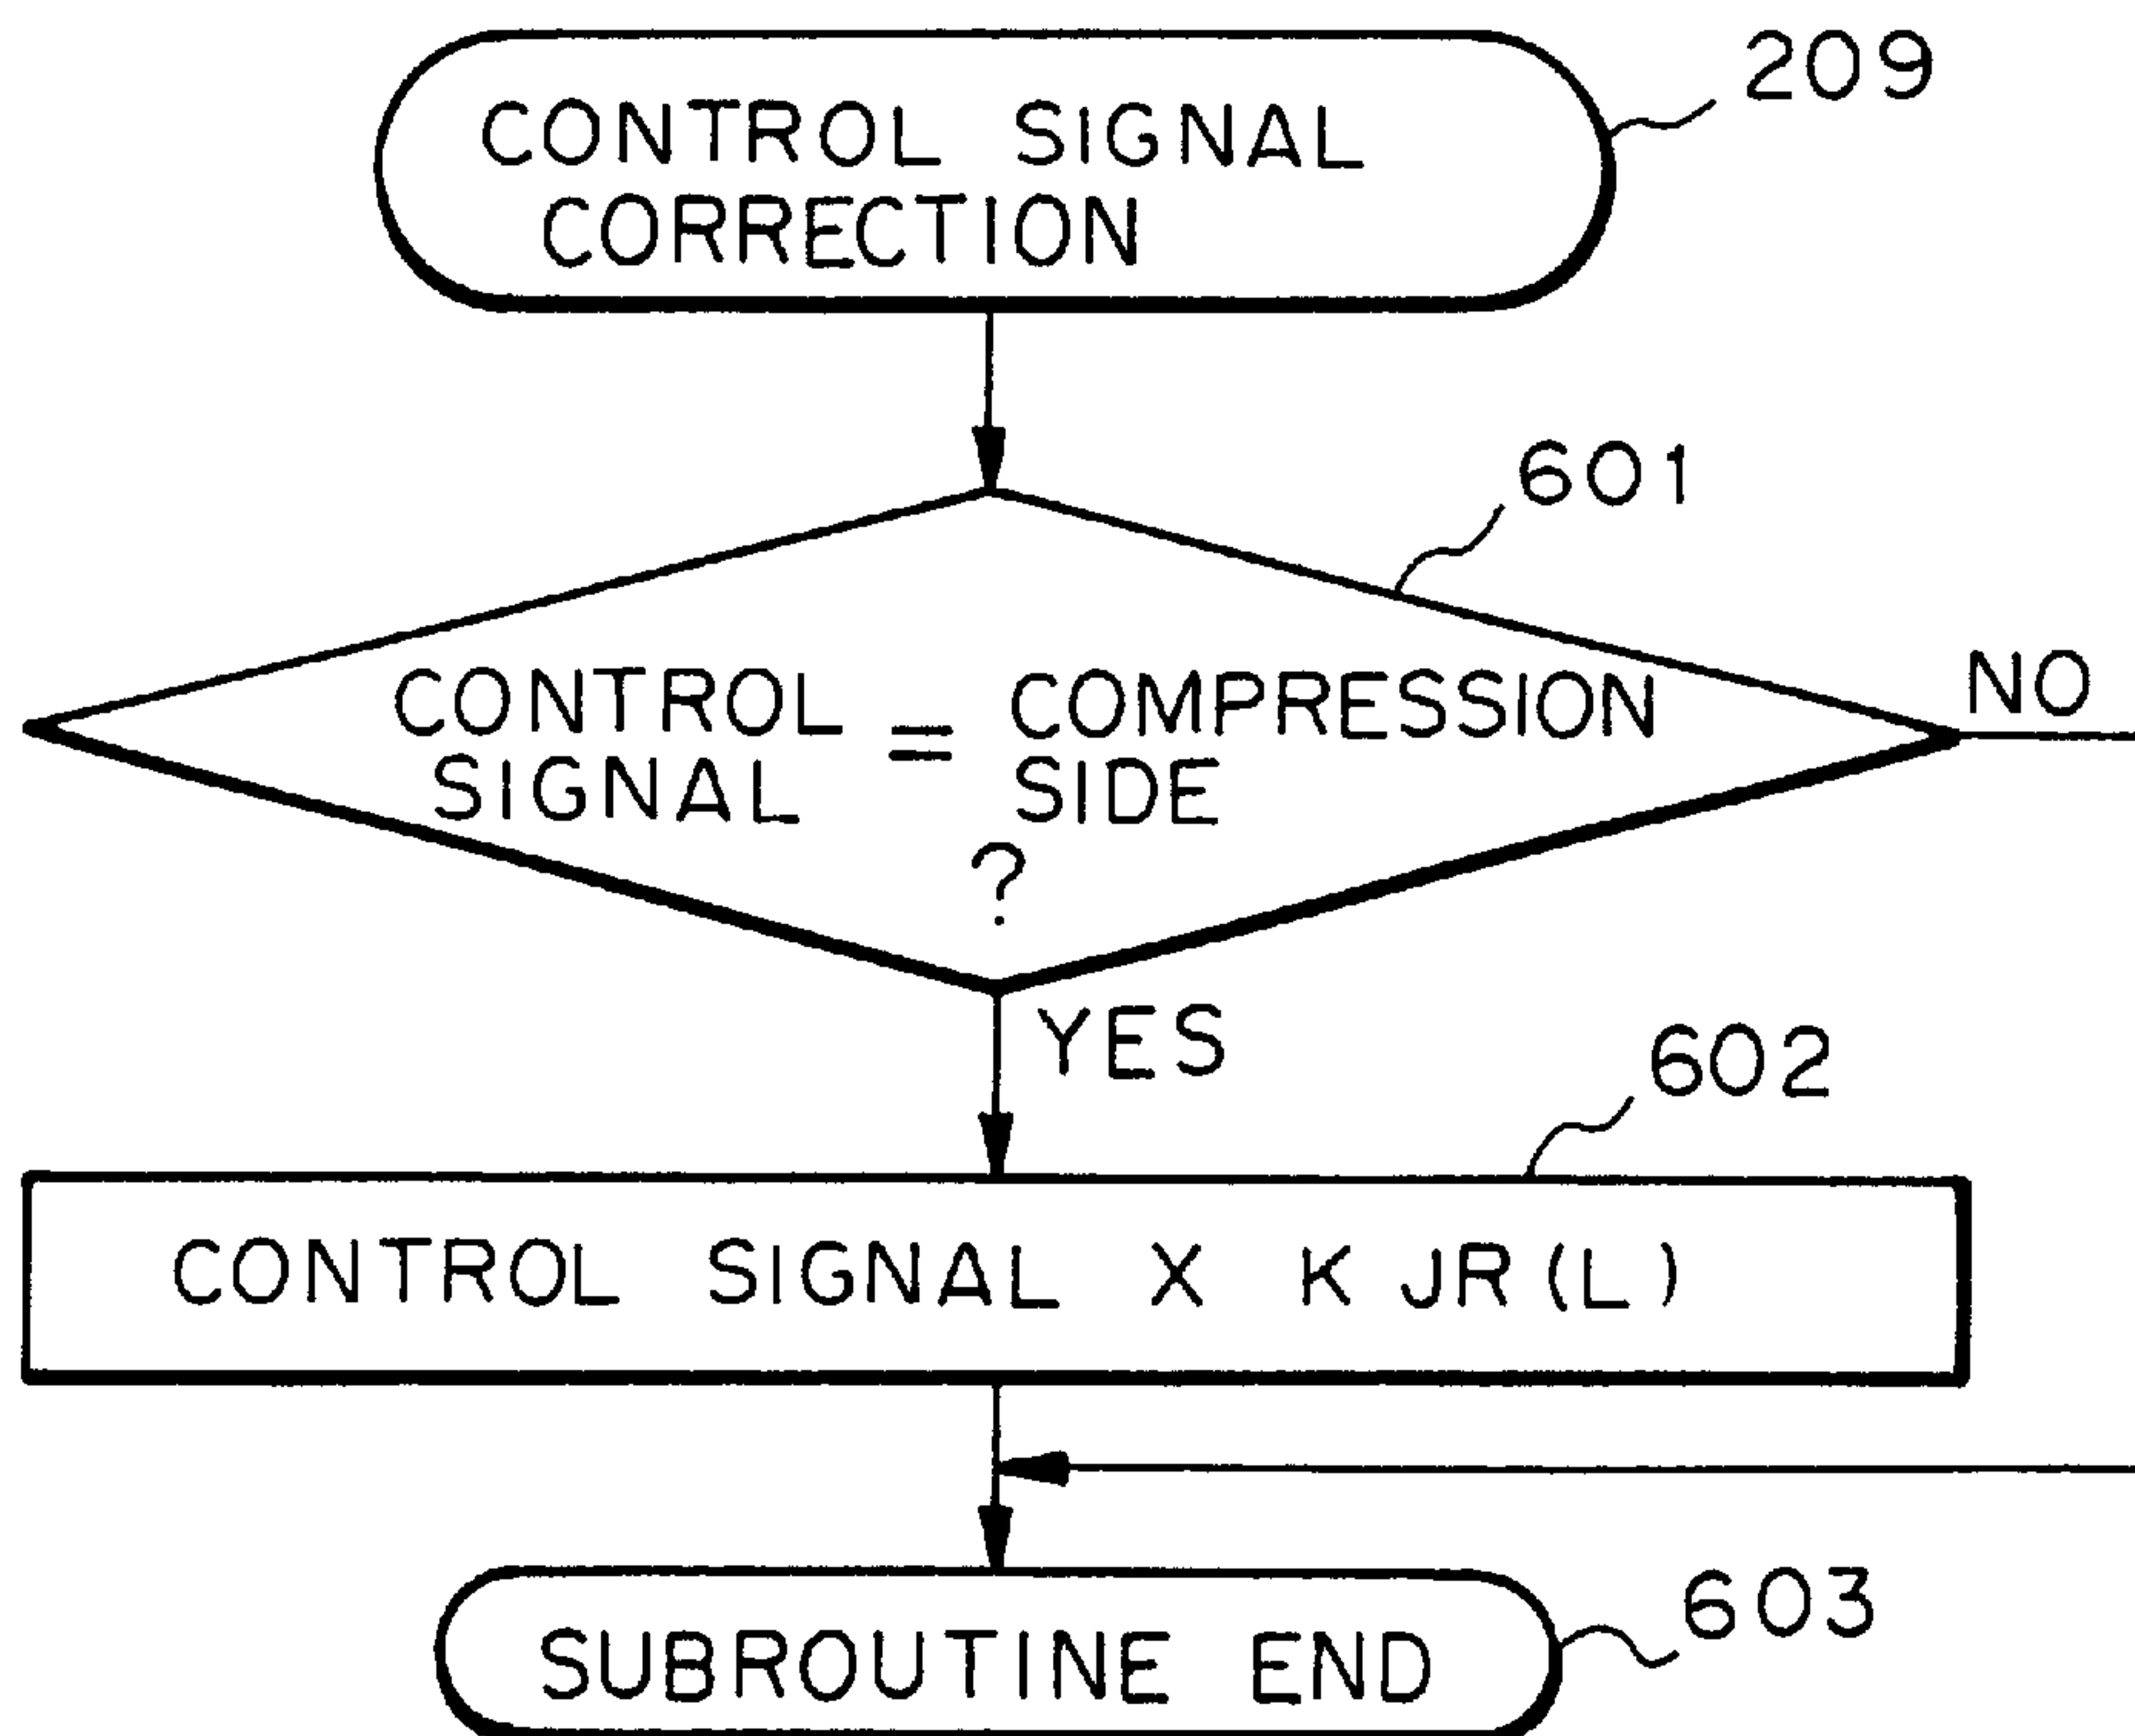 209
CONTROL SIGNAL
CORRECTION
601
CONTROL = COMPRESSION
SIGNAL SIDE
?
NO
YES
602
CONTROL SIGNAL X K JR (L)
603
SUBROUTINE END